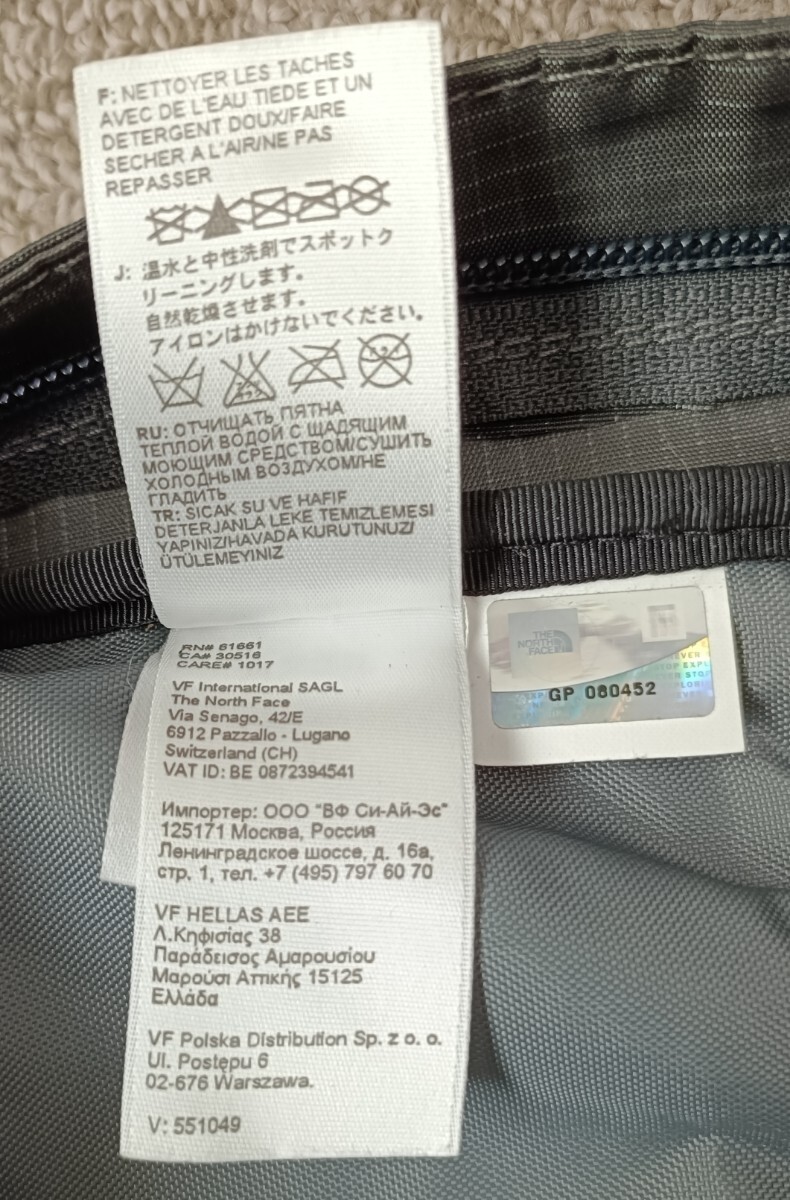 F: NETTOYER LES TACHES
AVEC DE L'EAU TIEDE ET UN
DETERGENT DOUX/FAIRE
SECHER A L'AIR/NE PAS
REPASSER
J: 温水と中性洗剤でスポットク
リーニングします。
自然乾燥させます。
アイロンはかけないでください。
RU: ОТЧИЩАТЬ ПЯТНА
ТЕПЛОЙ ВОДОЙ С ЩАДЯЩИМ
МОЮЩИМ СРЕДСТВОМ/СУШИТЬ
ХОЛОДНЫМ ВОЗДУХОМ/НЕ
ГЛАДИТЬ
TR: SICAK SU VE HAFIF
DETERJANLA LEKE TEMIZLEMESI
YAPINIZ/HAVADA KURUTUNUZ/
ÜTÜLEMEYINIZ
RN# 61661
CA# 30516
CARE# 1017
VF International SAGL
The North Face
Via Senago, 42/E
6912 Pazzallo - Lugano
Switzerland (CH)
VAT ID: BE 0872394541
Импортер: ООО "ВФ Си-Ай-Эс"
125171 Москва, Россия
Ленинградское шоссе, д. 16а,
стр. 1, тел. +7 (495) 797 60 70
VF HELLAS AEE
Λ.Κηφισίας 38
Παράδεισος Αμαρουσίου
Μαρούσι Αττικής 15125
Ελλάδα
VF Polska Distribution Sp. z o. o.
Ul. Postępu 6
02-676 Warszawa.
V: 551049
THE
NORTH
FACE
GP 080452